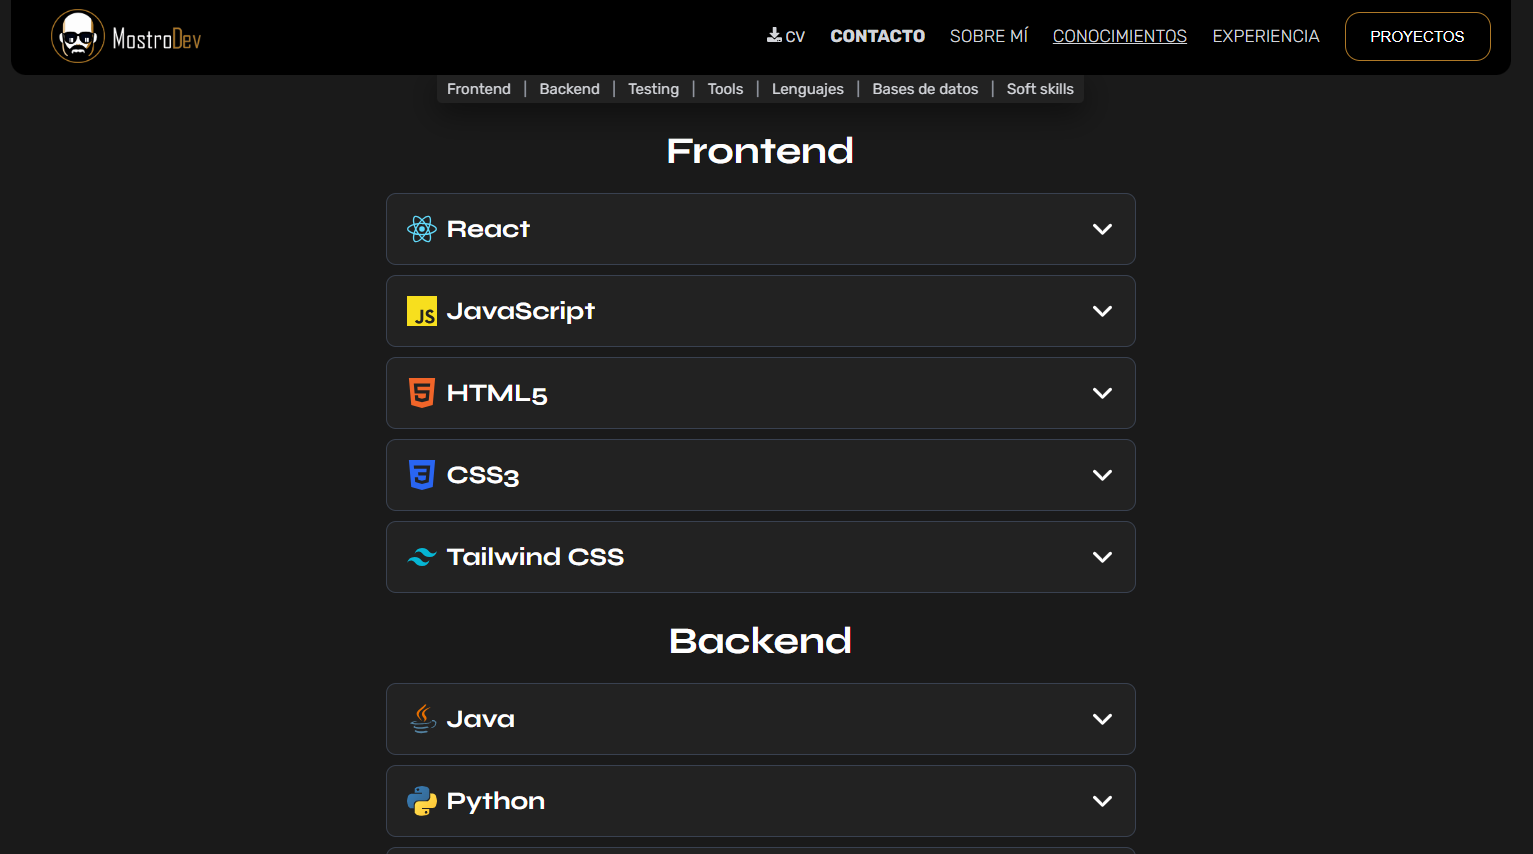 MostroDev
CV CONTACTO SOBRE MÍ CONOCIMIENTOS EXPERIENCIA PROYECTOS
Frontend | Backend | Testing | Tools | Lenguajes | Bases de datos | Soft skills
Frontend
React
JS JavaScript
HTML5
CSS3
Tailwind CSS
Backend
Java
Python